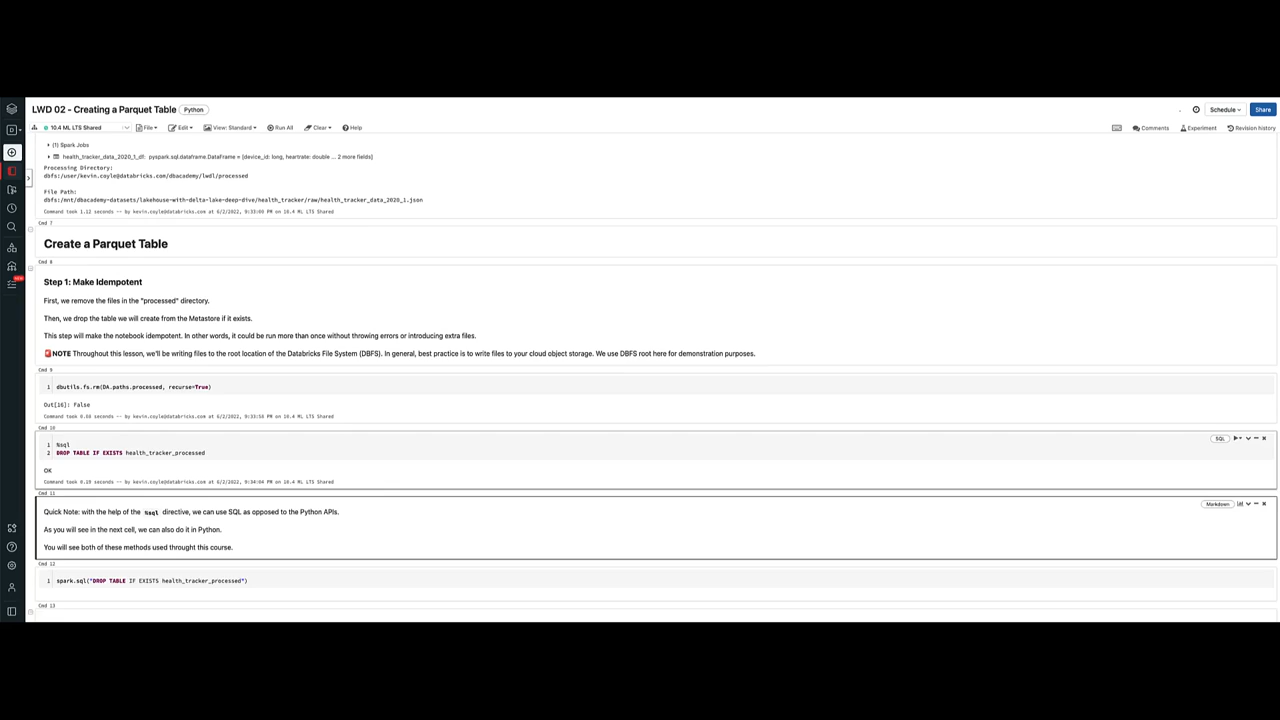 LWD 02 - Creating a Parquet Table Python
Schedule Share
10.4 ML LTS Shared File Edit View: Standard Run All Clear Help Comments Experiment Revision history
(1) Spark Jobs
health_tracker_data_2020_1_df: pyspark.sql.dataframe.DataFrame = [device_id: long, heartrate: double ... 2 more fields]
Processing Directory:
dbfs:/user/kevin.coyle@databricks.com/dbacademy/lwdl/processed
File Path:
dbfs:/mnt/dbacademy-datasets/lakehouse-with-delta-lake-deep-dive/health_tracker/raw/health_tracker_data_2020_1.json
Command took 1.12 seconds -- by kevin.coyle@databricks.com at 6/2/2022, 9:33:00 PM on 10.4 ML LTS Shared
Cmd 7
Create a Parquet Table
Cmd 8
Step 1: Make Idempotent
First, we remove the files in the "processed" directory.
Then, we drop the table we will create from the Metastore if it exists.
This step will make the notebook idempotent. In other words, it could be run more than once without throwing errors or introducing extra files.
🚨NOTE Throughout this lesson, we'll be writing files to the root location of the Databricks File System (DBFS). In general, best practice is to write files to your cloud object storage. We use DBFS root here for demonstration purposes.
Cmd 9
1 dbutils.fs.rm(DA.paths.processed, recurse=True)
Out[16]: False
Command took 0.58 seconds -- by kevin.coyle@databricks.com at 6/2/2022, 9:33:58 PM on 10.4 ML LTS Shared
Cmd 10
1 %sql
SQL
2 DROP TABLE IF EXISTS health_tracker_processed
OK
Command took 0.19 seconds -- by kevin.coyle@databricks.com at 6/2/2022, 9:34:04 PM on 10.4 ML LTS Shared
Cmd 11
Markdown
Quick Note: with the help of the %sql directive, we can use SQL as opposed to the Python APIs.
As you will see in the next cell, we can also do it in Python.
You will see both of these methods used throught this course.
Cmd 12
1 spark.sql("DROP TABLE IF EXISTS health_tracker_processed")
Cmd 13